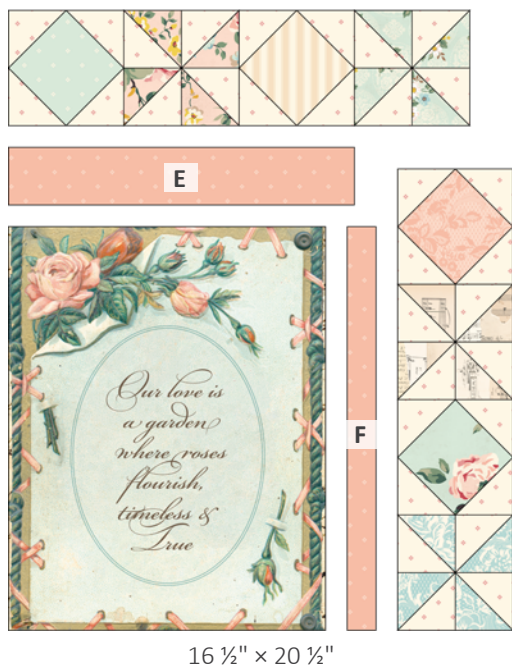 E
F
Our love is
a garden
where roses
flourish,
timeless &
True
16 ½" × 20 ½"